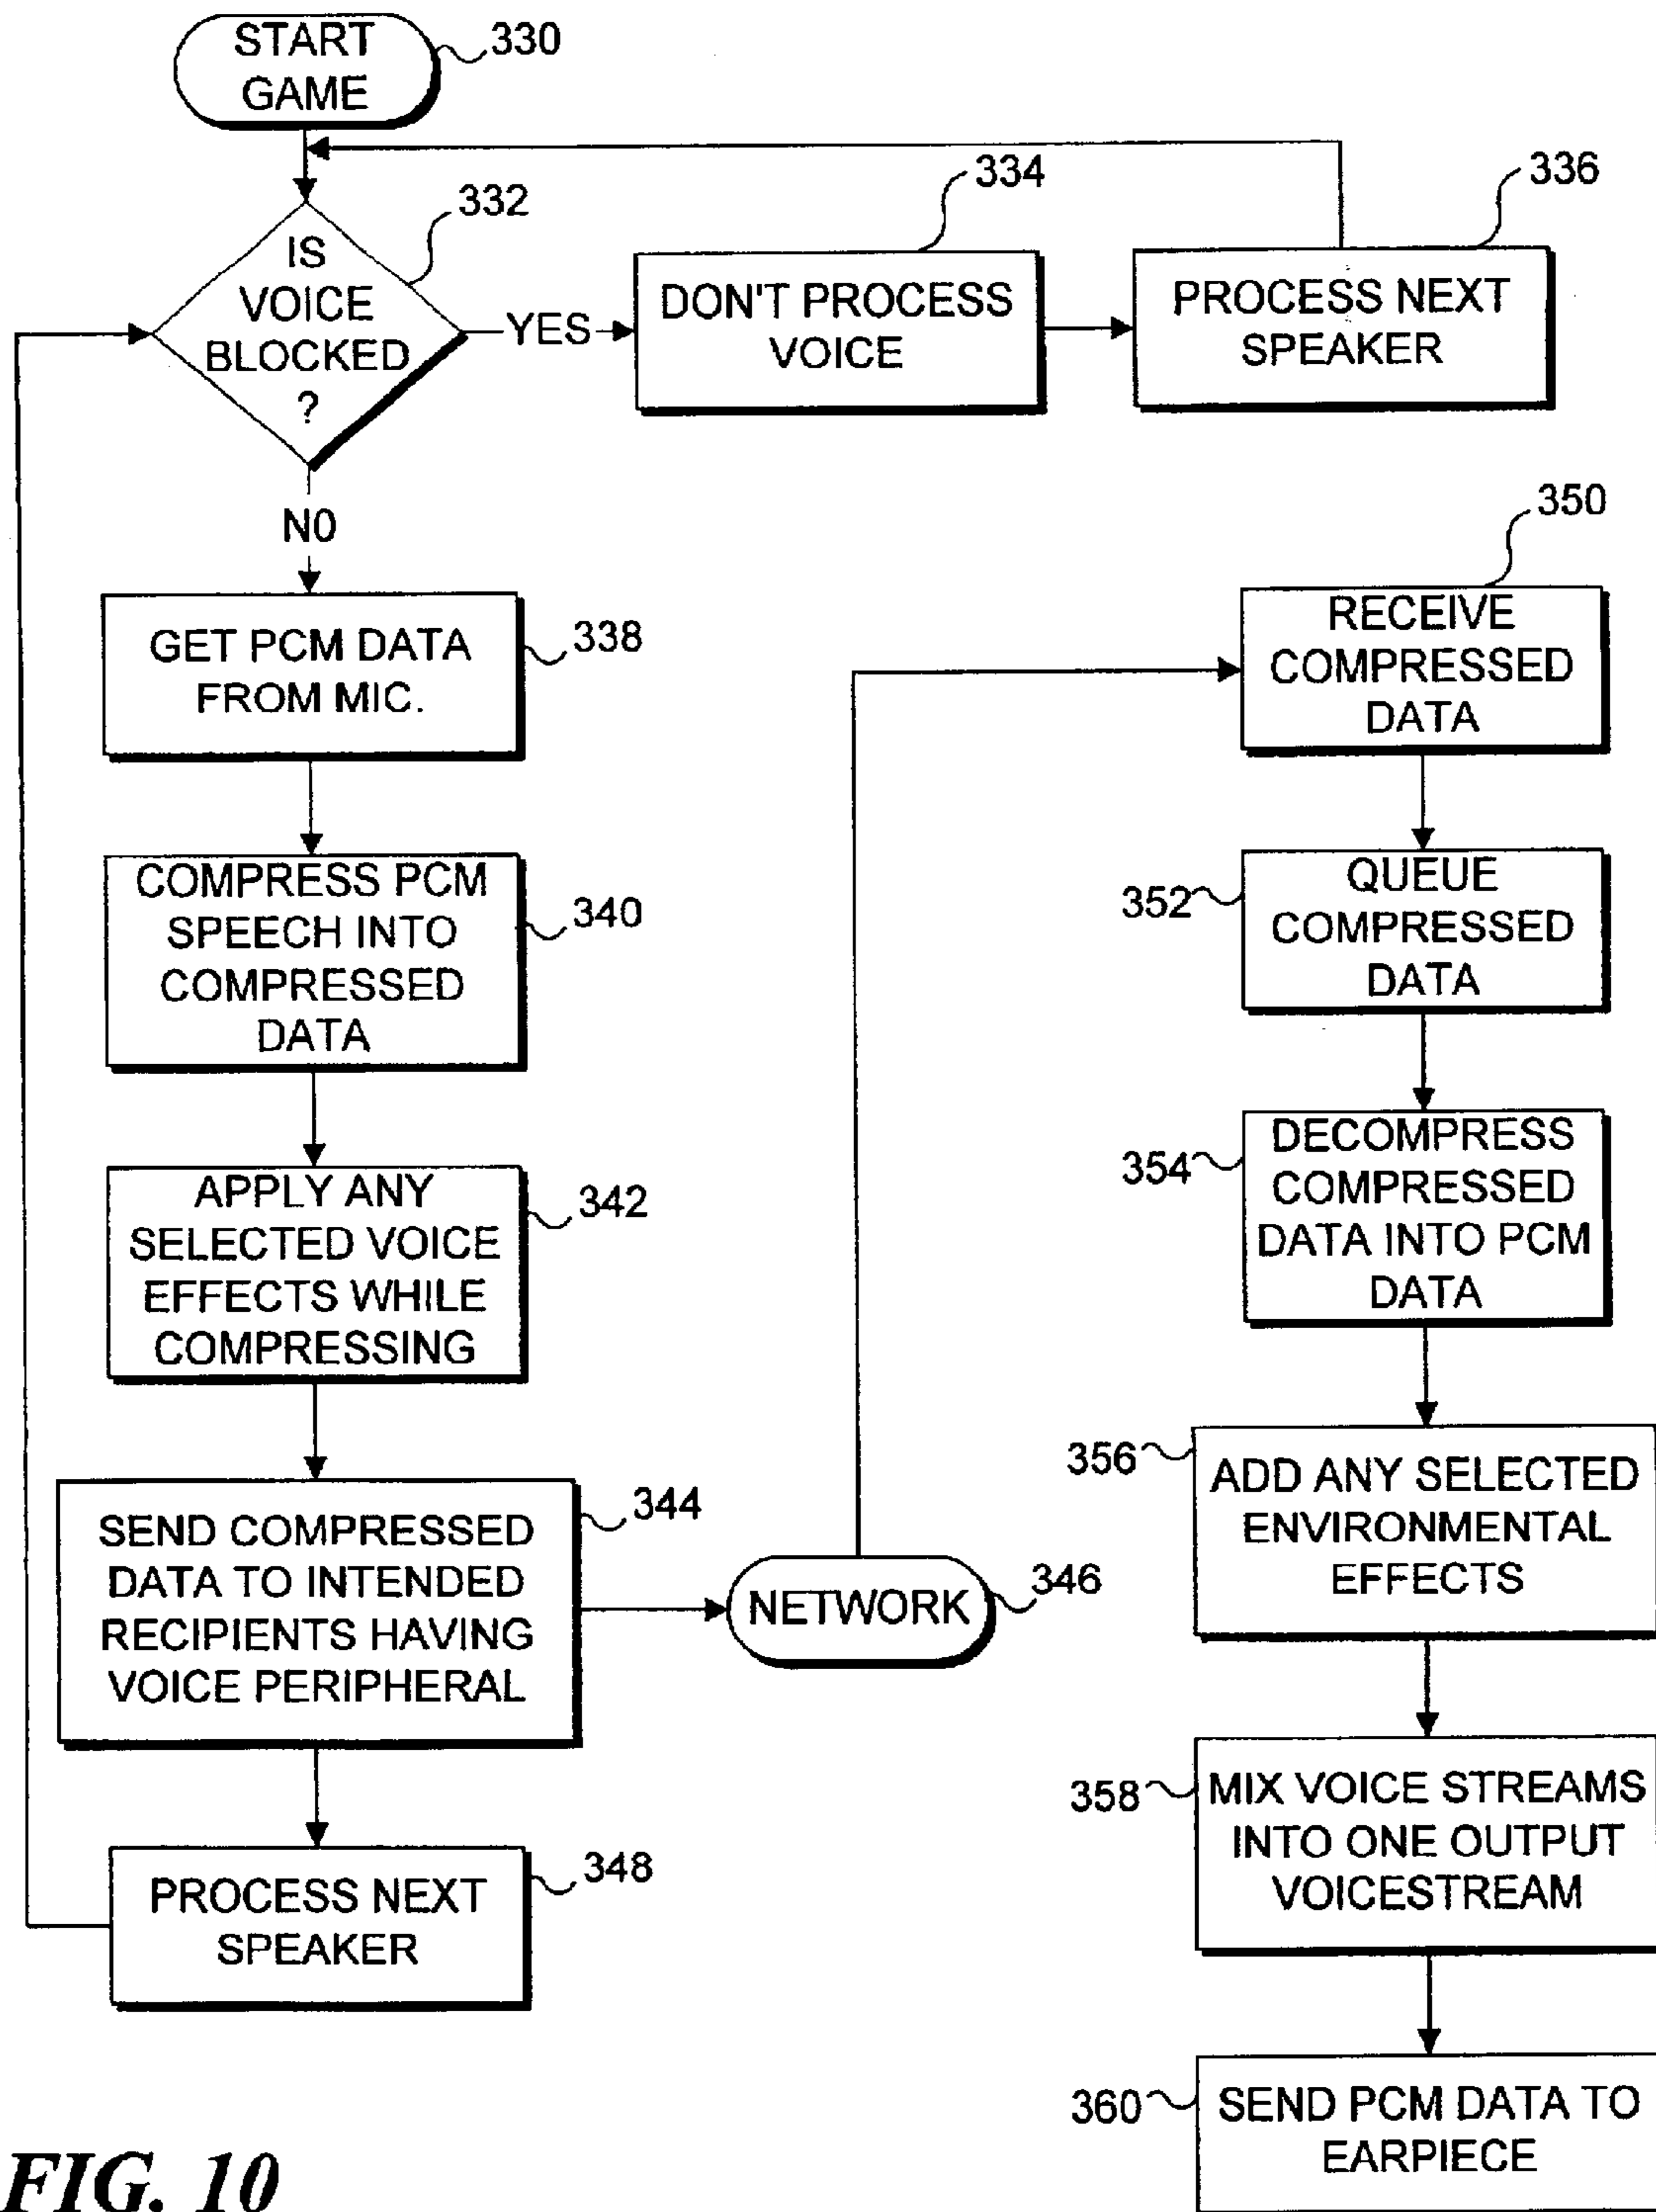 START
GAME
330
332
IS
VOICE
BLOCKED
?
YES
334
DON'T PROCESS
VOICE
336
PROCESS NEXT
SPEAKER
NO
GET PCM DATA
FROM MIC.
338
COMPRESS PCM
SPEECH INTO
COMPRESSED
DATA
340
APPLY ANY
SELECTED VOICE
EFFECTS WHILE
COMPRESSING
342
SEND COMPRESSED
DATA TO INTENDED
RECIPIENTS HAVING
VOICE PERIPHERAL
344
NETWORK
346
PROCESS NEXT
SPEAKER
348
350
RECEIVE
COMPRESSED
DATA
352
QUEUE
COMPRESSED
DATA
354
DECOMPRESS
COMPRESSED
DATA INTO PCM
DATA
356
ADD ANY SELECTED
ENVIRONMENTAL
EFFECTS
358
MIX VOICE STREAMS
INTO ONE OUTPUT
VOICESTREAM
360
SEND PCM DATA TO
EARPIECE
FIG. 10